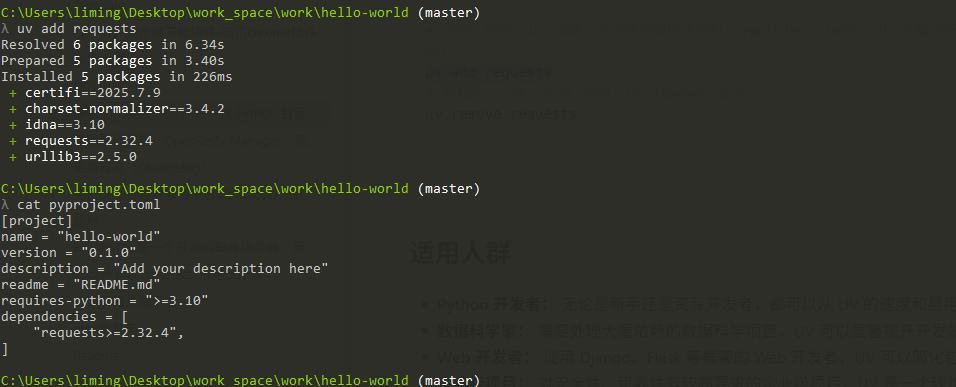 C:\Users\liming\Desktop\work_space\work\hello-world (master)
λ uv add requests
Resolved 6 packages in 6.34s
Prepared 5 packages in 3.40s
Installed 5 packages in 226ms
+ certifi==2025.7.9
+ charset-normalizer==3.4.2
+ idna==3.10
+ requests==2.32.4
+ urllib3==2.5.0
C:\Users\liming\Desktop\work_space\work\hello-world (master)
λ cat pyproject.toml
[project]
name = "hello-world"
version = "0.1.0"
description = "Add your description here"
readme = "README.md"
requires-python = ">=3.10"
dependencies = [
"requests>=2.32.4",
]
C:\Users\liming\Desktop\work_space\work\hello-world (master)
uv add requests
uv remove requests
适用人群
Python 开发者：
数据科学家：
Web 开发者：